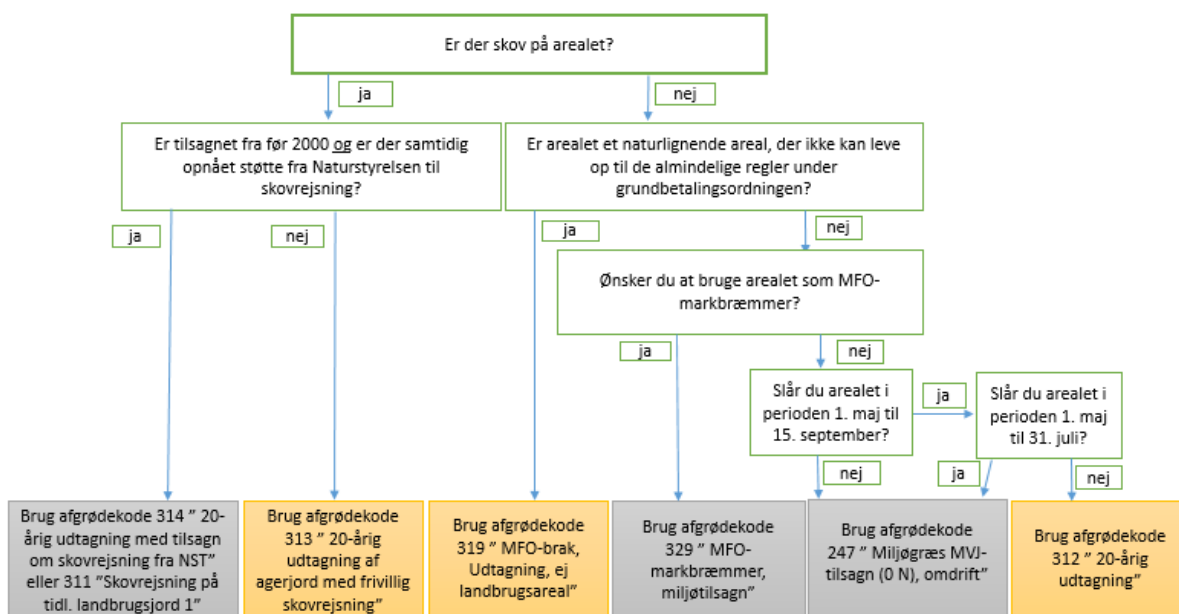 Er der skov på arealet?
ja
nej
Er tilsagnet fra før 2000 og er der samtidig
opnået støtte fra Naturstyrelsen til
skovrejsning?
Er arealet et naturlignende areal, der ikke kan leve
op til de almindelige regler under
grundbetalingsordningen?
ja
nej
ja
nej
Ønsker du at bruge arealet som MFO-
markbræmmer?
ja
nej
Slår du arealet i
perioden 1. maj til
15. september?
ja
Slår du arealet i
perioden 1. maj
til 31. juli?
nej
ja
nej
Brug afgrødekode 314 ” 20-
årig udtagning med tilsagn
om skovrejsning fra NST”
eller 311 ”Skovrejsning på
tidl. landbrugsjord 1”
Brug afgrødekode
313 ” 20-årig
udtagning af
agerjord med frivillig
skovrejsning”
Brug afgrødekode
319 ” MFO-brak,
Udtagning, ej
landbrugsareal”
Brug afgrødekode
329 ” MFO-
markbræmmer,
miljøtilsagn”
Brug afgrødekode
247 ” Miljøgræs MVJ-
tilsagn (0 N), omdrift”
Brug afgrødekode
312 ” 20-årig
udtagning”